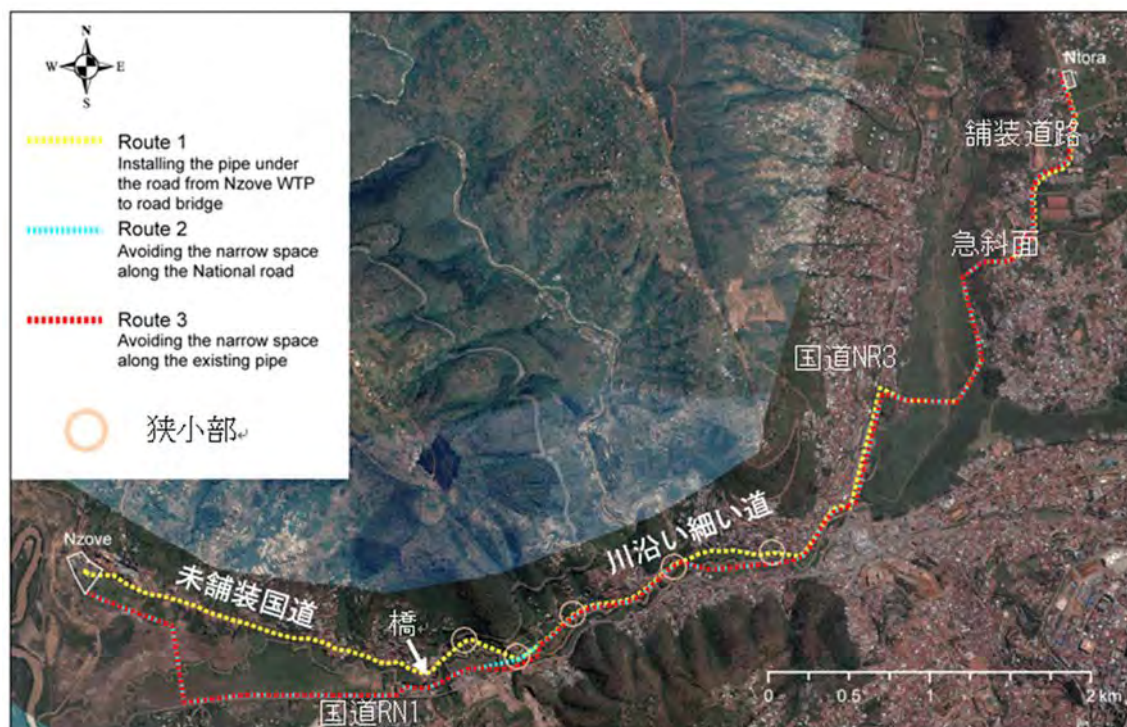 N
W E
S
Route 1
Installing the pipe under
the road from Nzove WTP
to road bridge
Route 2
Avoiding the narrow space
along the National road
Route 3
Avoiding the narrow space
along the existing pipe
狭小部
Ntora
舗装道路
急斜面
国道NR3
川沿い細い道
Nzove
未舗装国道
橋
国道RN1
0 0.5 1 2 km